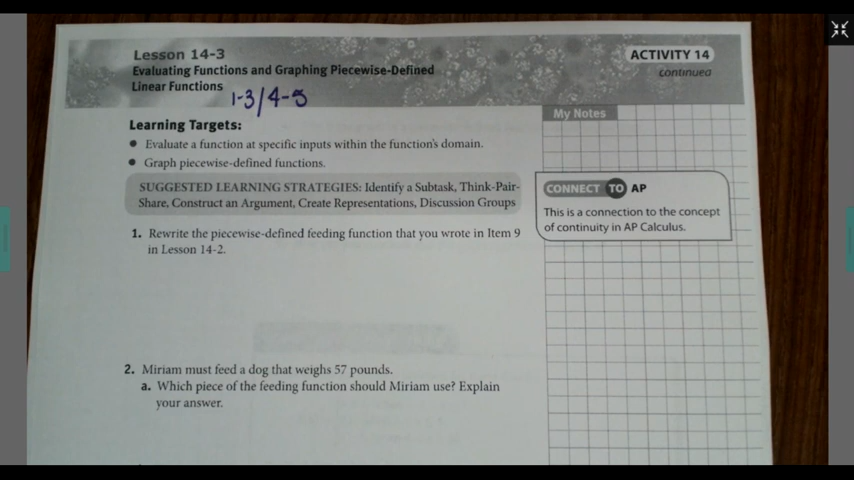 Lesson 14-3
ACTIVITY 14
Evaluating Functions and Graphing Piecewise-Defined
continued
Linear Functions
1-3/4-5
My Notes
Learning Targets:
● Evaluate a function at specific inputs within the function's domain.
● Graph piecewise-defined functions.
SUGGESTED LEARNING STRATEGIES: Identify a Subtask, Think-Pair-
Share, Construct an Argument, Create Representations, Discussion Groups
CONNECT TO AP
This is a connection to the concept
of continuity in AP Calculus.
1. Rewrite the piecewise-defined feeding function that you wrote in Item 9
in Lesson 14-2.
2. Miriam must feed a dog that weighs 57 pounds.
a. Which piece of the feeding function should Miriam use? Explain
your answer.